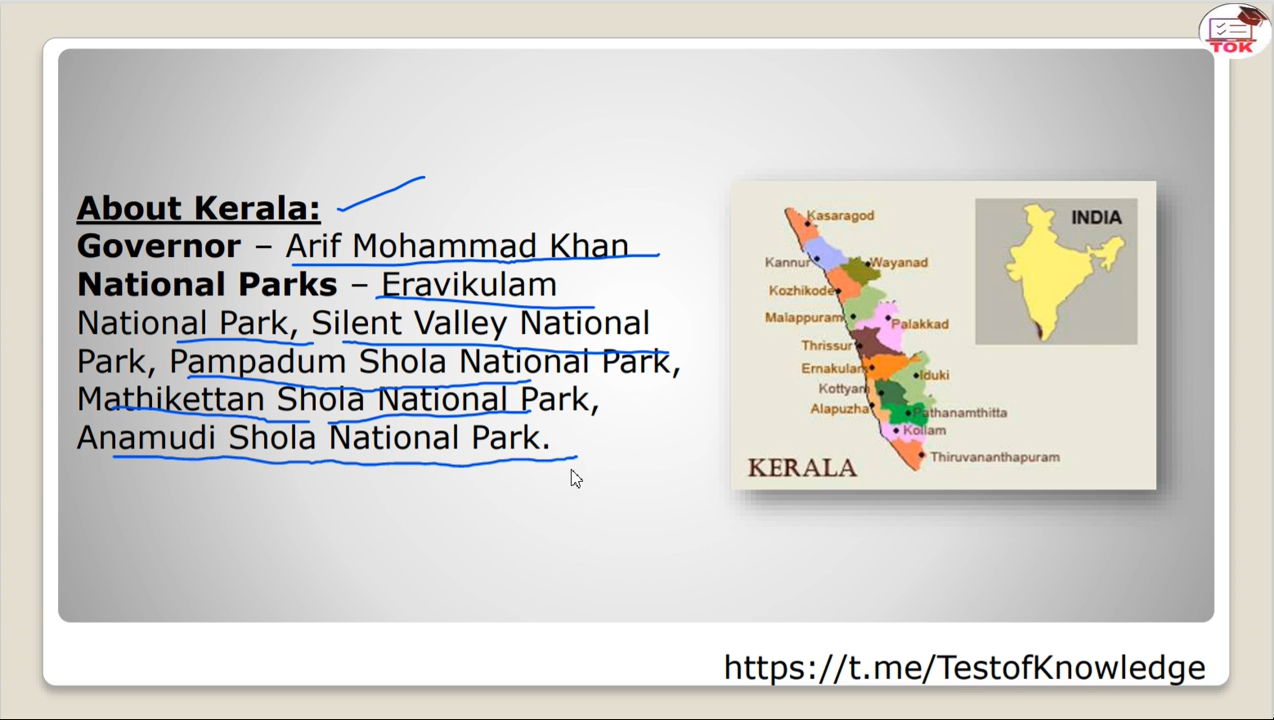 TOK
About Kerala:
Governor – Arif Mohammad Khan
National Parks – Eravikulam
National Park, Silent Valley National
Park, Pampadum Shola National Park,
Mathikettan Shola National Park,
Anamudi Shola National Park.
INDIA
Kasaragod
Kannur
Wayanad
Kozhikode
Malappuram
Palakkad
Thrissur
Ernakulam
Iduki
Kottyam
Alapuzha
Pathanamthitta
Kollam
Thiruvananthapuram
KERALA
https://t.me/TestofKnowledge